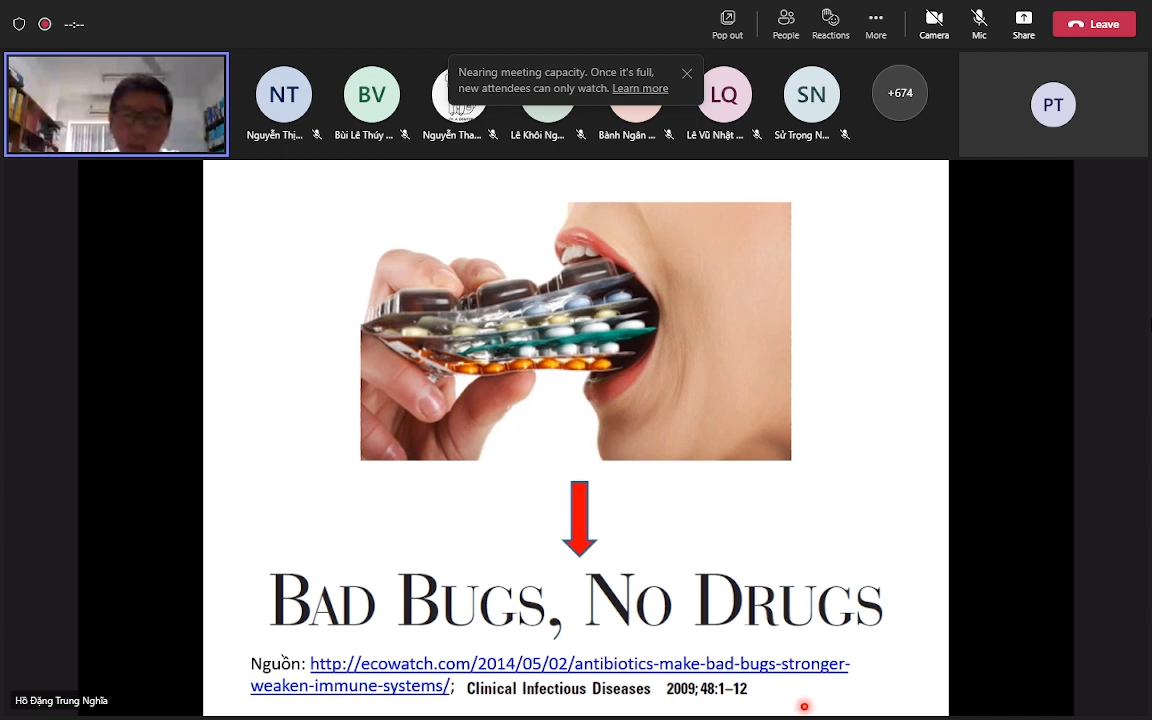 --:--
Pop out
People
Reactions
More
Camera
Mic
Share
Leave
Nearing meeting capacity. Once it's full,
new attendees can only watch. Learn more
NT
BV
LQ
SN
+674
PT
Nguyễn Thị...
Bùi Lê Thúy ...
Nguyễn Tha...
Lê Khôi Ng...
Bành Ngân ...
Lê Vũ Nhật ...
Sử Trọng N...
BAD BUGS, NO DRUGS
Nguồn: http://ecowatch.com/2014/05/02/antibiotics-make-bad-bugs-stronger-
weaken-immune-systems/; Clinical Infectious Diseases 2009;48:1–12
Hồ Đặng Trung Nghĩa